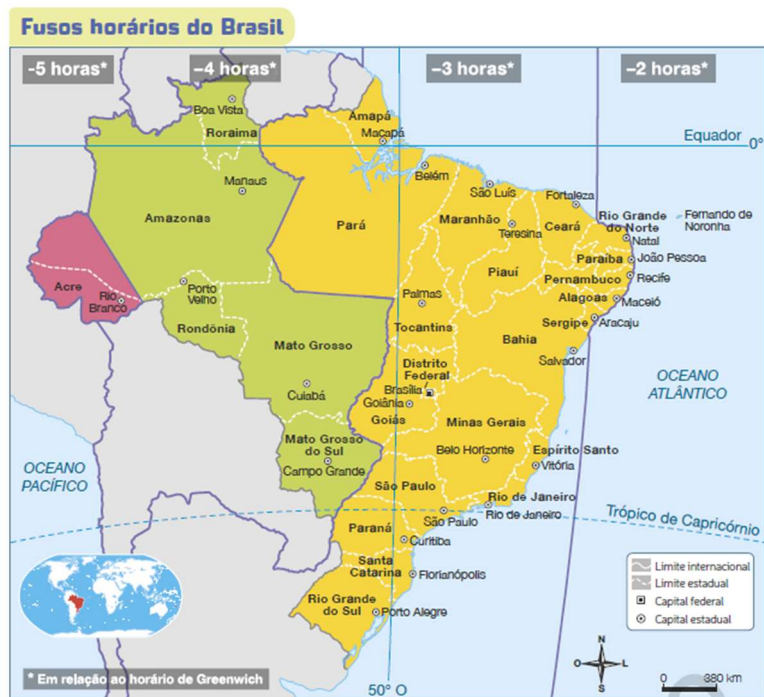 Fusos horários do Brasil
-5 horas*
-4 horas*
-3 horas*
-2 horas*
Boa Vista
Roraima
Amapá
Macapá
Equador
0°
Manaus
Amazonas
Belém
São Luís
Fortaleza
Pará
Maranhão
Teresina
Ceará
Rio Grande
do Norte
Natal
Fernando de
Noronha
Paraíba
João Pessoa
Piauí
Pernambuco
Recife
Acre
Rio
Branco
Porto
Velho
Rondônia
Palmas
Tocantins
Alagoas
Maceió
Sergipe
Aracaju
Mato Grosso
Bahia
Salvador
Distrito
Federal
Brasília
Cuiabá
Goiânia
Goiás
OCEANO
ATLÂNTICO
Minas Gerais
Mato Grosso
do Sul
Campo Grande
Belo Horizonte
Espírito Santo
Vitória
OCEANO
PACÍFICO
São Paulo
Rio de Janeiro
Rio de Janeiro
São Paulo
Trópico de Capricórnio
Paraná
Curitiba
Santa
Catarina
Florianópolis
Rio Grande
do Sul
Porto Alegre
Limite internacional
Limite estadual
Capital federal
Capital estadual
N
O
L
S
0
380 km
* Em relação ao horário de Greenwich
50° O